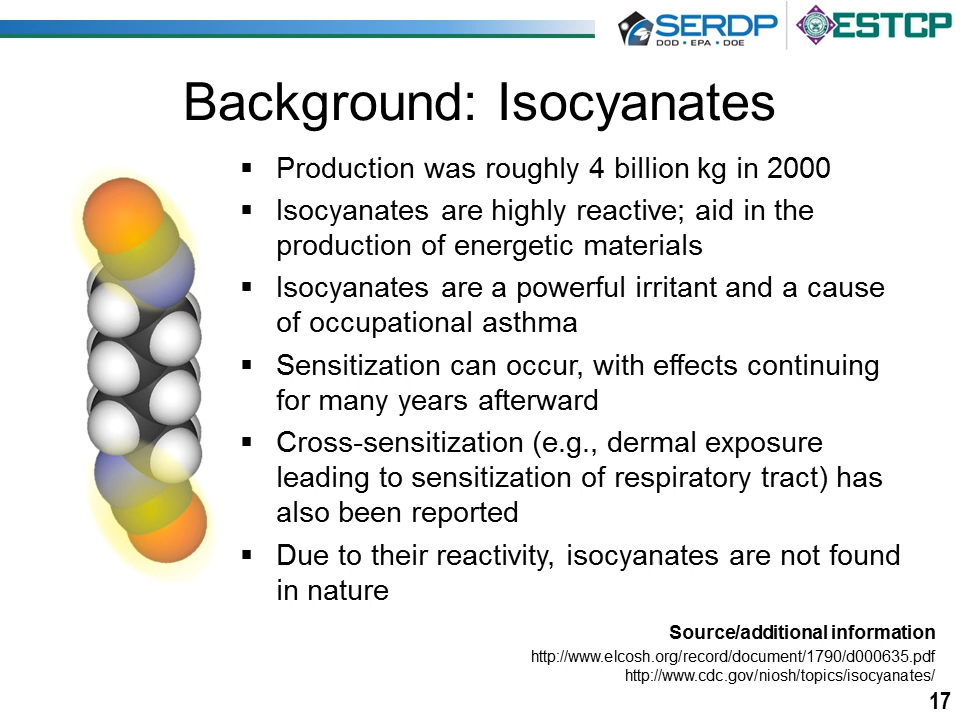 SERDP
DOD • EPA • DOE
ESTCP
Background: Isocyanates
▪ Production was roughly 4 billion kg in 2000
▪ Isocyanates are highly reactive; aid in the
production of energetic materials
▪ Isocyanates are a powerful irritant and a cause
of occupational asthma
▪ Sensitization can occur, with effects continuing
for many years afterward
▪ Cross-sensitization (e.g., dermal exposure
leading to sensitization of respiratory tract) has
also been reported
▪ Due to their reactivity, isocyanates are not found
in nature
Source/additional information
http://www.elcosh.org/record/document/1790/d000635.pdf
http://www.cdc.gov/niosh/topics/isocyanates/
17